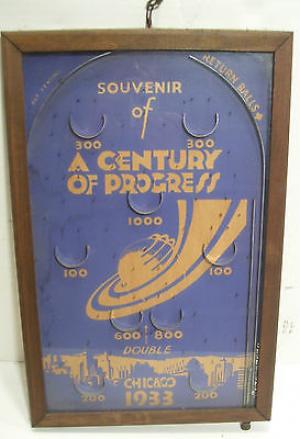 RETURN BALLS
SOUVENIR
of
300 300
A CENTURY
OF PROGRESS
1000
100 100
600 800
DOUBLE
CHICAGO
200 1933 200